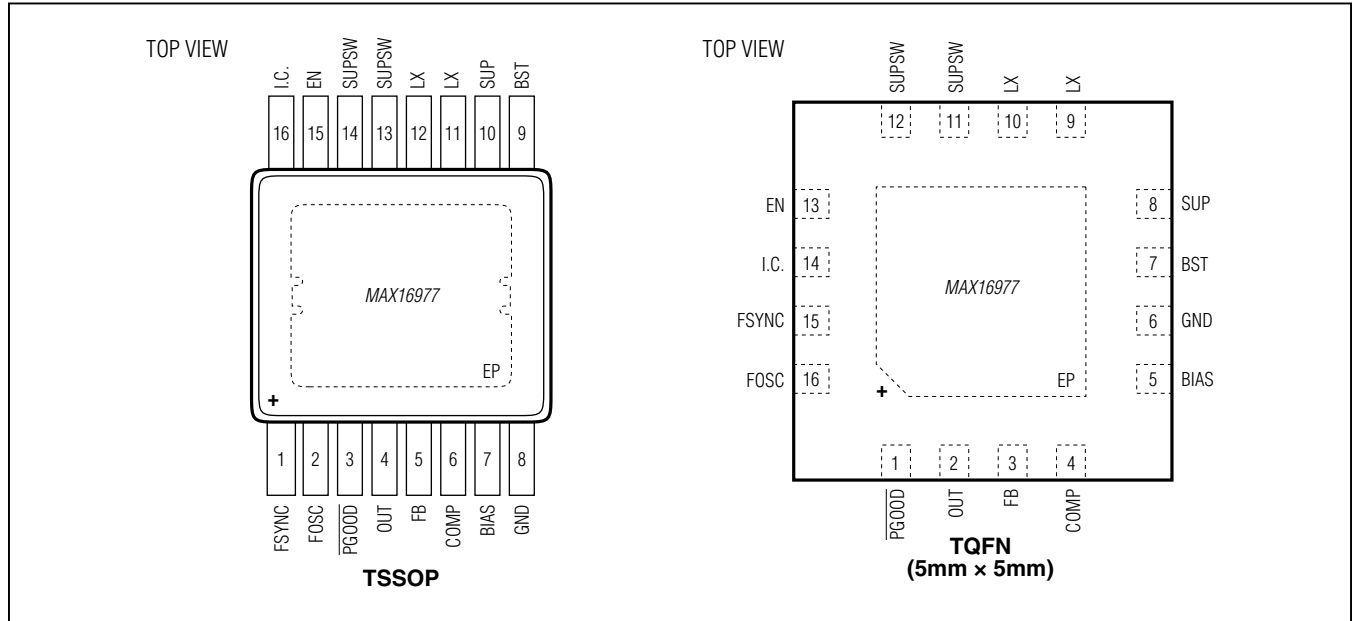 TOP VIEW
I.C. EN SUPSW SUPSW LX LX SUP BST
16 15 14 13 12 11 10 9
MAX16977
EP
+
1 2 3 4 5 6 7 8
FSYNC FOSC PGOOD OUT FB COMP BIAS GND
TSSOP
TOP VIEW
SUPSW SUPSW LX LX
12 11 10 9
EN 13
8 SUP
I.C. 14
7 BST
MAX16977
FSYNC 15
6 GND
FOSC 16
EP
5 BIAS
+
1 2 3 4
PGOOD OUT FB COMP
TQFN
(5mm × 5mm)